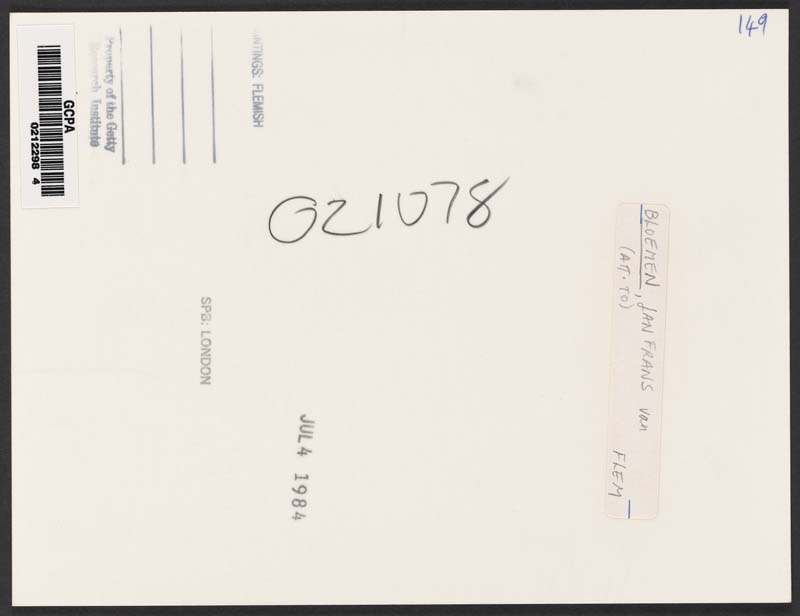 149
GCPA
0212298 4
Property of the Getty
Research Institute
INTINGS: FLEMISH
021078
SPB: LONDON
JUL 4 1984
BLOEMEN, JAN FRANS van FLEM
(ATT. TO)